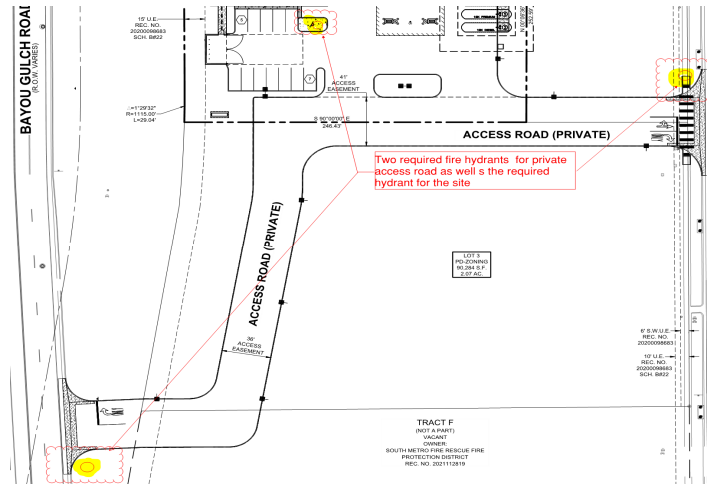 15' U.E.
REC. NO.
20200098683
SCH. B#22
BAYOU GULCH ROAD
(R.O.W. VARIES)
6
7
41'
ACCESS
EASEMENT
△=1°29'32"
R=1115.00'
L=29.04'
S 90°00'00" E
246.43'
ACCESS ROAD (PRIVATE)
Two required fire hydrants for private
access road as well s the required
hydrant for the site
ACCESS ROAD (PRIVATE)
LOT 3
PD-ZONING
90,284 S.F.
2.07 AC.
36'
ACCESS
EASEMENT
6' S.W.U.E.
REC. NO.
20200098683
10' U.E.
REC. NO.
20200098683
SCH. B#22
TRACT F
(NOT A PART)
VACANT
OWNER:
SOUTH METRO FIRE RESCUE FIRE
PROTECTION DISTRICT
REC. NO. 2021112819